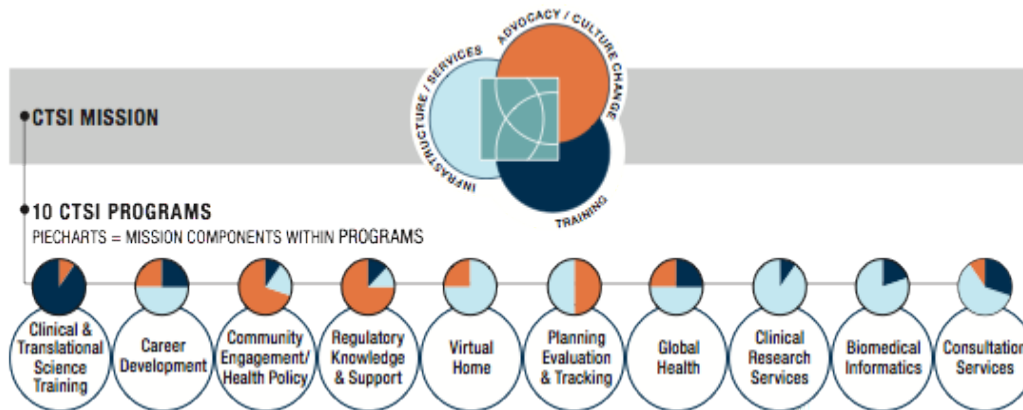 ADVOCACY / CULTURE CHANGE
INFRASTRUCTURE / SERVICES
CTSI MISSION
TRAINING
10 CTSI PROGRAMS
PIECHARTS = MISSION COMPONENTS WITHIN PROGRAMS
Clinical &
Translational
Science
Training
Career
Development
Community
Engagement/
Health Policy
Regulatory
Knowledge
& Support
Virtual
Home
Planning
Evaluation
& Tracking
Global
Health
Clinical
Research
Services
Biomedical
Informatics
Consultation
Services